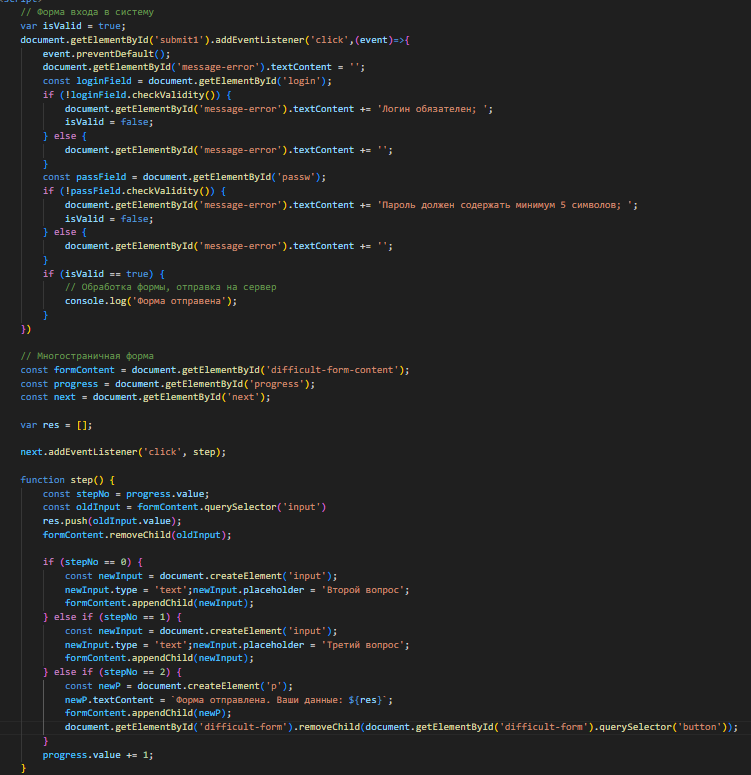 <script>
// Форма входа в систему
var isValid = true;
document.getElementById('submit1').addEventListener('click',(event)=>{
event.preventDefault();
document.getElementById('message-error').textContent = '';
const loginField = document.getElementById('login');
if (!loginField.checkValidity()) {
document.getElementById('message-error').textContent += 'Логин обязателен; ';
isValid = false;
} else {
document.getElementById('message-error').textContent += '';
}
const passField = document.getElementById('passw');
if (!passField.checkValidity()) {
document.getElementById('message-error').textContent += 'Пароль должен содержать минимум 5 символов; ';
isValid = false;
} else {
document.getElementById('message-error').textContent += '';
}
if (isValid == true) {
// Обработка формы, отправка на сервер
console.log('Форма отправена');
}
})
// Многостраничная форма
const formContent = document.getElementById('difficult-form-content');
const progress = document.getElementById('progress');
const next = document.getElementById('next');
var res = [];
next.addEventListener('click', step);
function step() {
const stepNo = progress.value;
const oldInput = formContent.querySelector('input')
res.push(oldInput.value);
formContent.removeChild(oldInput);
if (stepNo == 0) {
const newInput = document.createElement('input');
newInput.type = 'text';newInput.placeholder = 'Второй вопрос';
formContent.appendChild(newInput);
} else if (stepNo == 1) {
const newInput = document.createElement('input');
newInput.type = 'text';newInput.placeholder = 'Третий вопрос';
formContent.appendChild(newInput);
} else if (stepNo == 2) {
const newP = document.createElement('p');
newP.textContent = `Форма отправлена. Ваши данные: ${res}`;
formContent.appendChild(newP);
document.getElementById('difficult-form').removeChild(document.getElementById('difficult-form').querySelector('button'));
}
progress.value += 1;
}